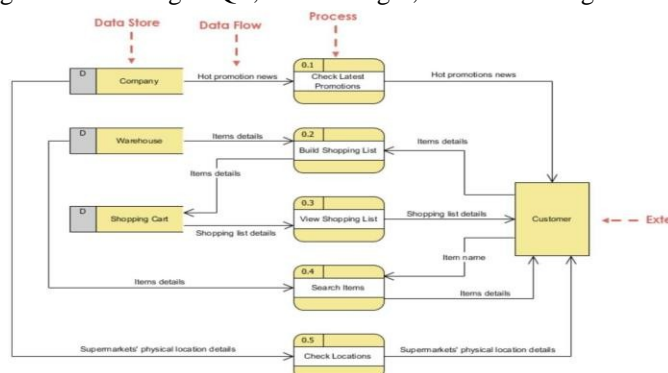 Data Store
Data Flow
Process
D
Company
Hot promotion news
0.1
Check Latest
Promotions
Hot promotions news
D
Warehouse
Items details
0.2
Build Shopping List
Items details
Items details
D
Shopping Cart
Shopping list details
0.3
View Shopping List
Shopping list details
Customer
Item name
Items details
0.4
Search Items
Items details
Supermarkets' physical location details
0.5
Check Locations
Supermarkets' physical location details